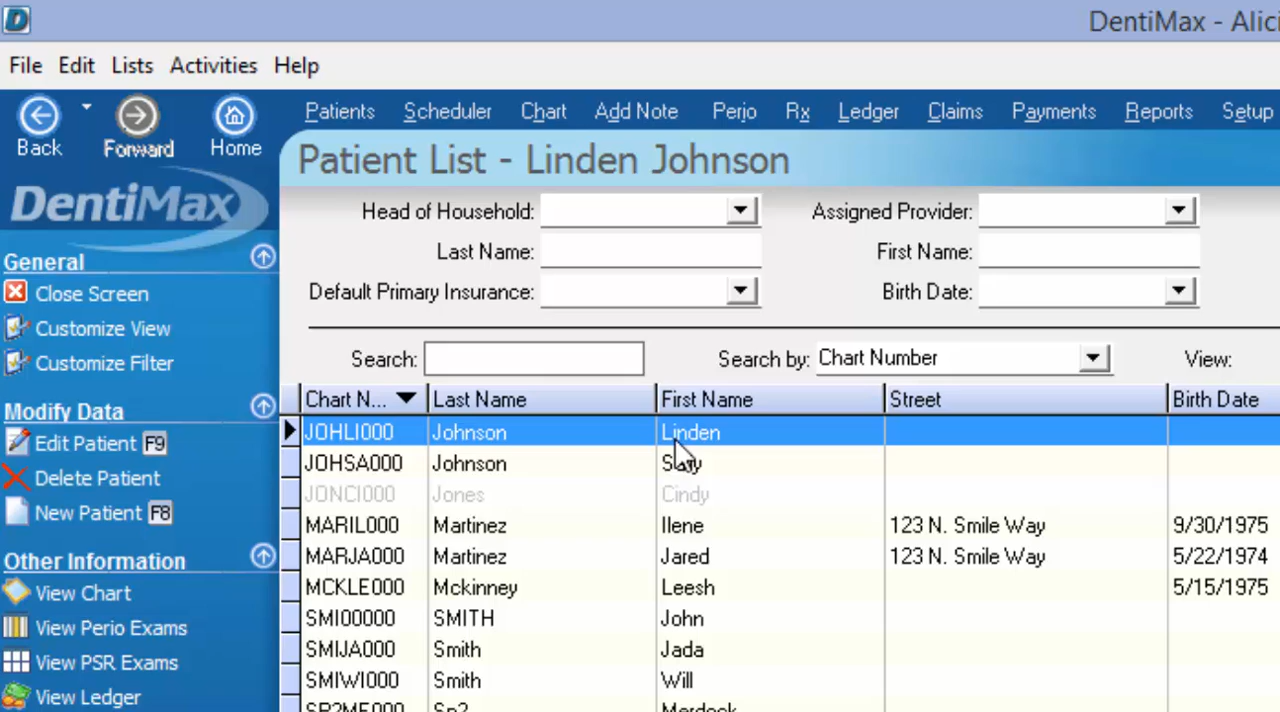 DentiMax - Alici
File Edit Lists Activities Help
Back Forward Home
Patients Scheduler Chart Add Note Perio Rx Ledger Claims Payments Reports Setup
Patient List - Linden Johnson
DentiMax
General
Close Screen
Customize View
Customize Filter
Modify Data
Edit Patient F9
Delete Patient
New Patient F8
Other Information
View Chart
View Perio Exams
View PSR Exams
View Ledger
Head of Household: Assigned Provider:
Last Name: First Name:
Default Primary Insurance: Birth Date:
Search: Search by: Chart Number View:
Chart N... Last Name First Name Street Birth Date
JOHLI000 Johnson Linden
JOHSA000 Johnson
JONCI000 Jones Cindy
MARIL000 Martinez Ilene 123 N. Smile Way 9/30/1975
MARJA000 Martinez Jared 123 N. Smile Way 5/22/1974
MCKLE000 Mckinney Leesh 5/15/1975
SMI00000 SMITH John
SMIJA000 Smith Jada
SMIWI000 Smith Will
SP2ME000 Sp2 Merdock